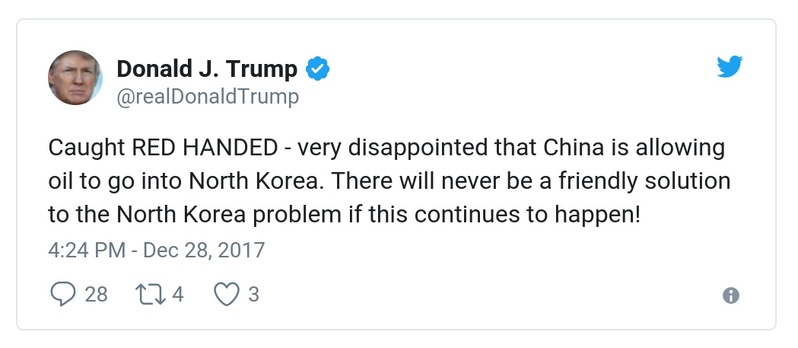 Donald J. Trump
@realDonaldTrump
Caught RED HANDED - very disappointed that China is allowing
oil to go into North Korea. There will never be a friendly solution
to the North Korea problem if this continues to happen!
4:24 PM - Dec 28, 2017
28 4 3